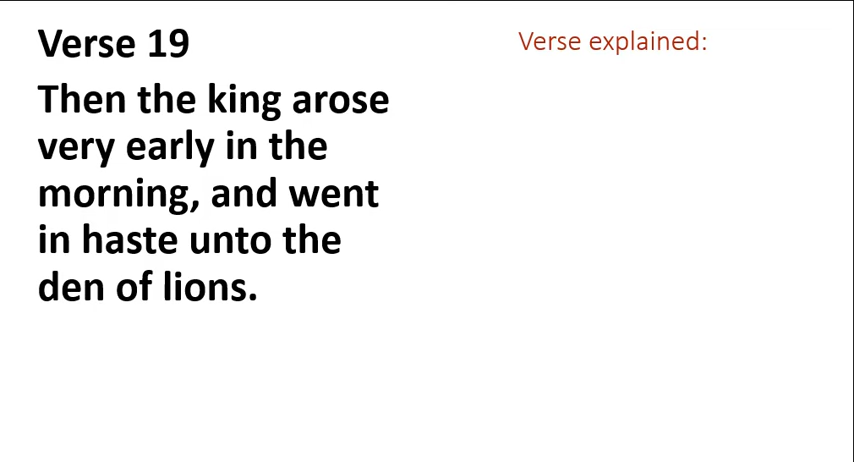 Verse 19
Then the king arose
very early in the
morning, and went
in haste unto the
den of lions.
Verse explained: